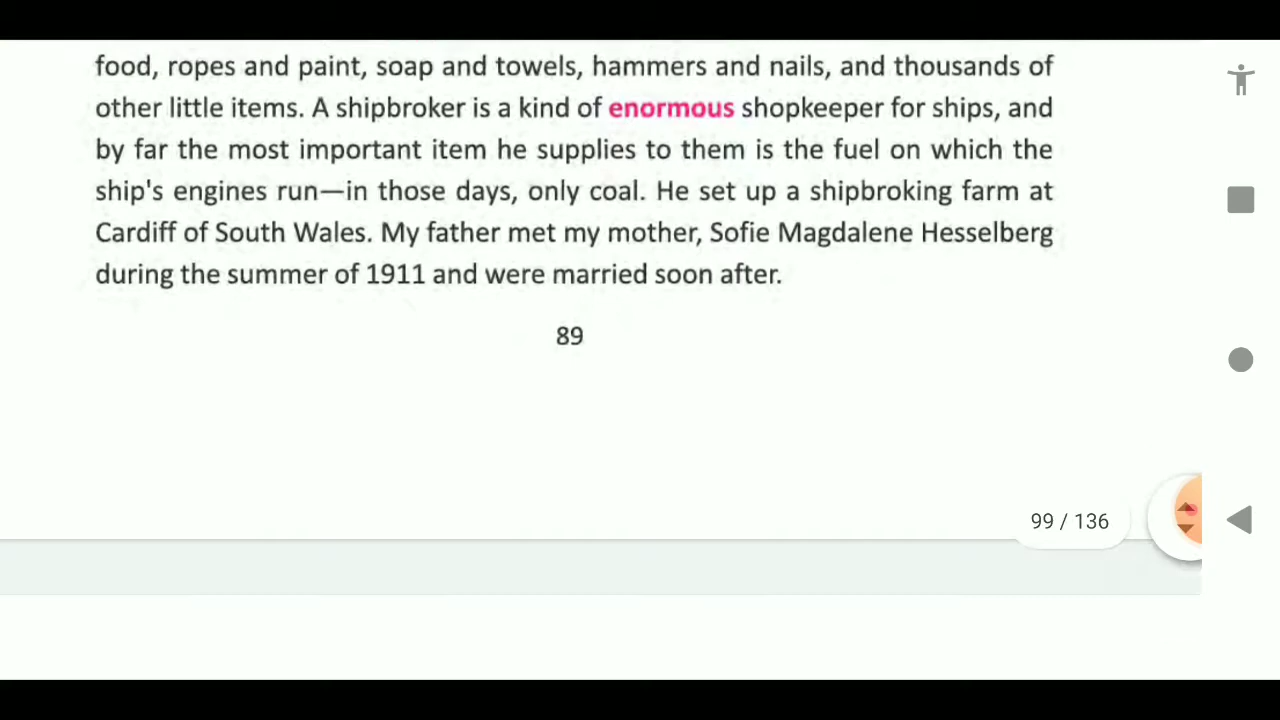 food, ropes and paint, soap and towels, hammers and nails, and thousands of
other little items. A shipbroker is a kind of enormous shopkeeper for ships, and
by far the most important item he supplies to them is the fuel on which the
ship's engines run—in those days, only coal. He set up a shipbroking farm at
Cardiff of South Wales. My father met my mother, Sofie Magdalene Hesselberg
during the summer of 1911 and were married soon after.
89
99 / 136